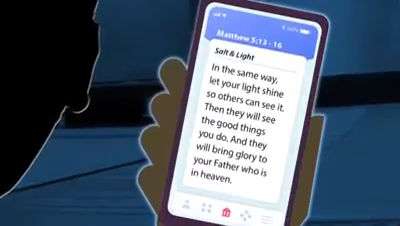 Matthew 5:13 - 16
Salt & Light
In the same way,
let your light shine
so others can see it.
Then they will see
the good things
you do. And they
will bring glory to
your Father who is
in heaven.